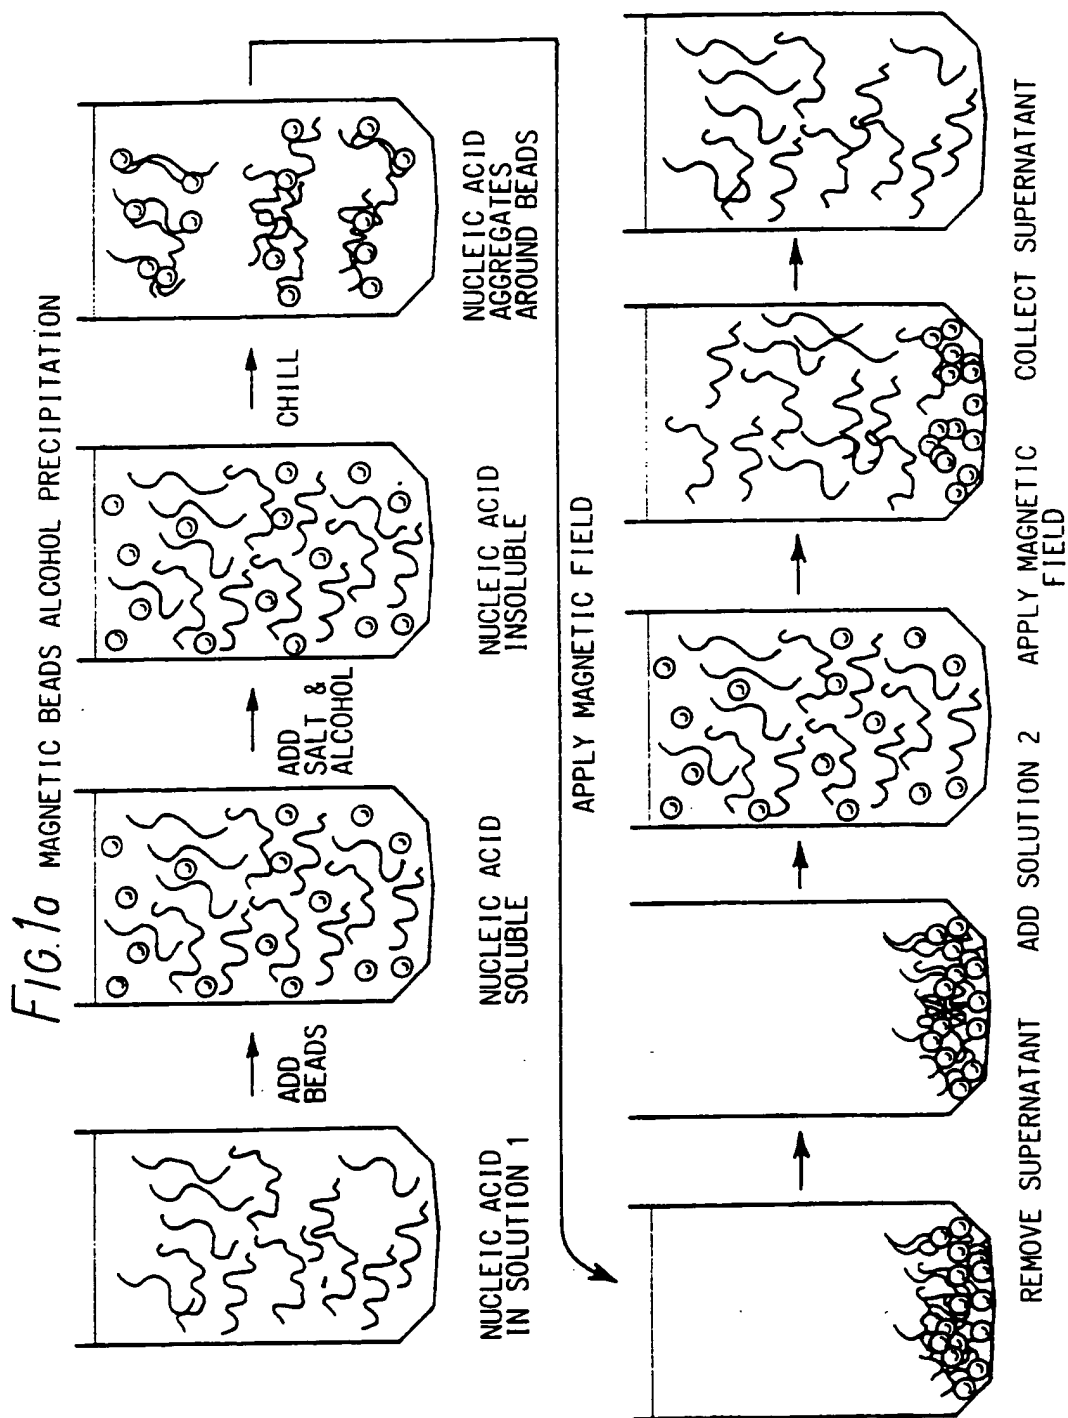 FIG.1a MAGNETIC BEADS ALCOHOL PRECIPITATION
ADD
BEADS
ADD
SALT &
ALCOHOL
CHILL
NUCLEIC ACID
IN SOLUTION 1
NUCLEIC ACID
SOLUBLE
NUCLEIC ACID
INSOLUBLE
NUCLEIC ACID
AGGREGATES
AROUND BEADS
APPLY MAGNETIC FIELD
REMOVE SUPERNATANT
ADD SOLUTION 2
APPLY MAGNETIC
FIELD
COLLECT SUPERNATANT